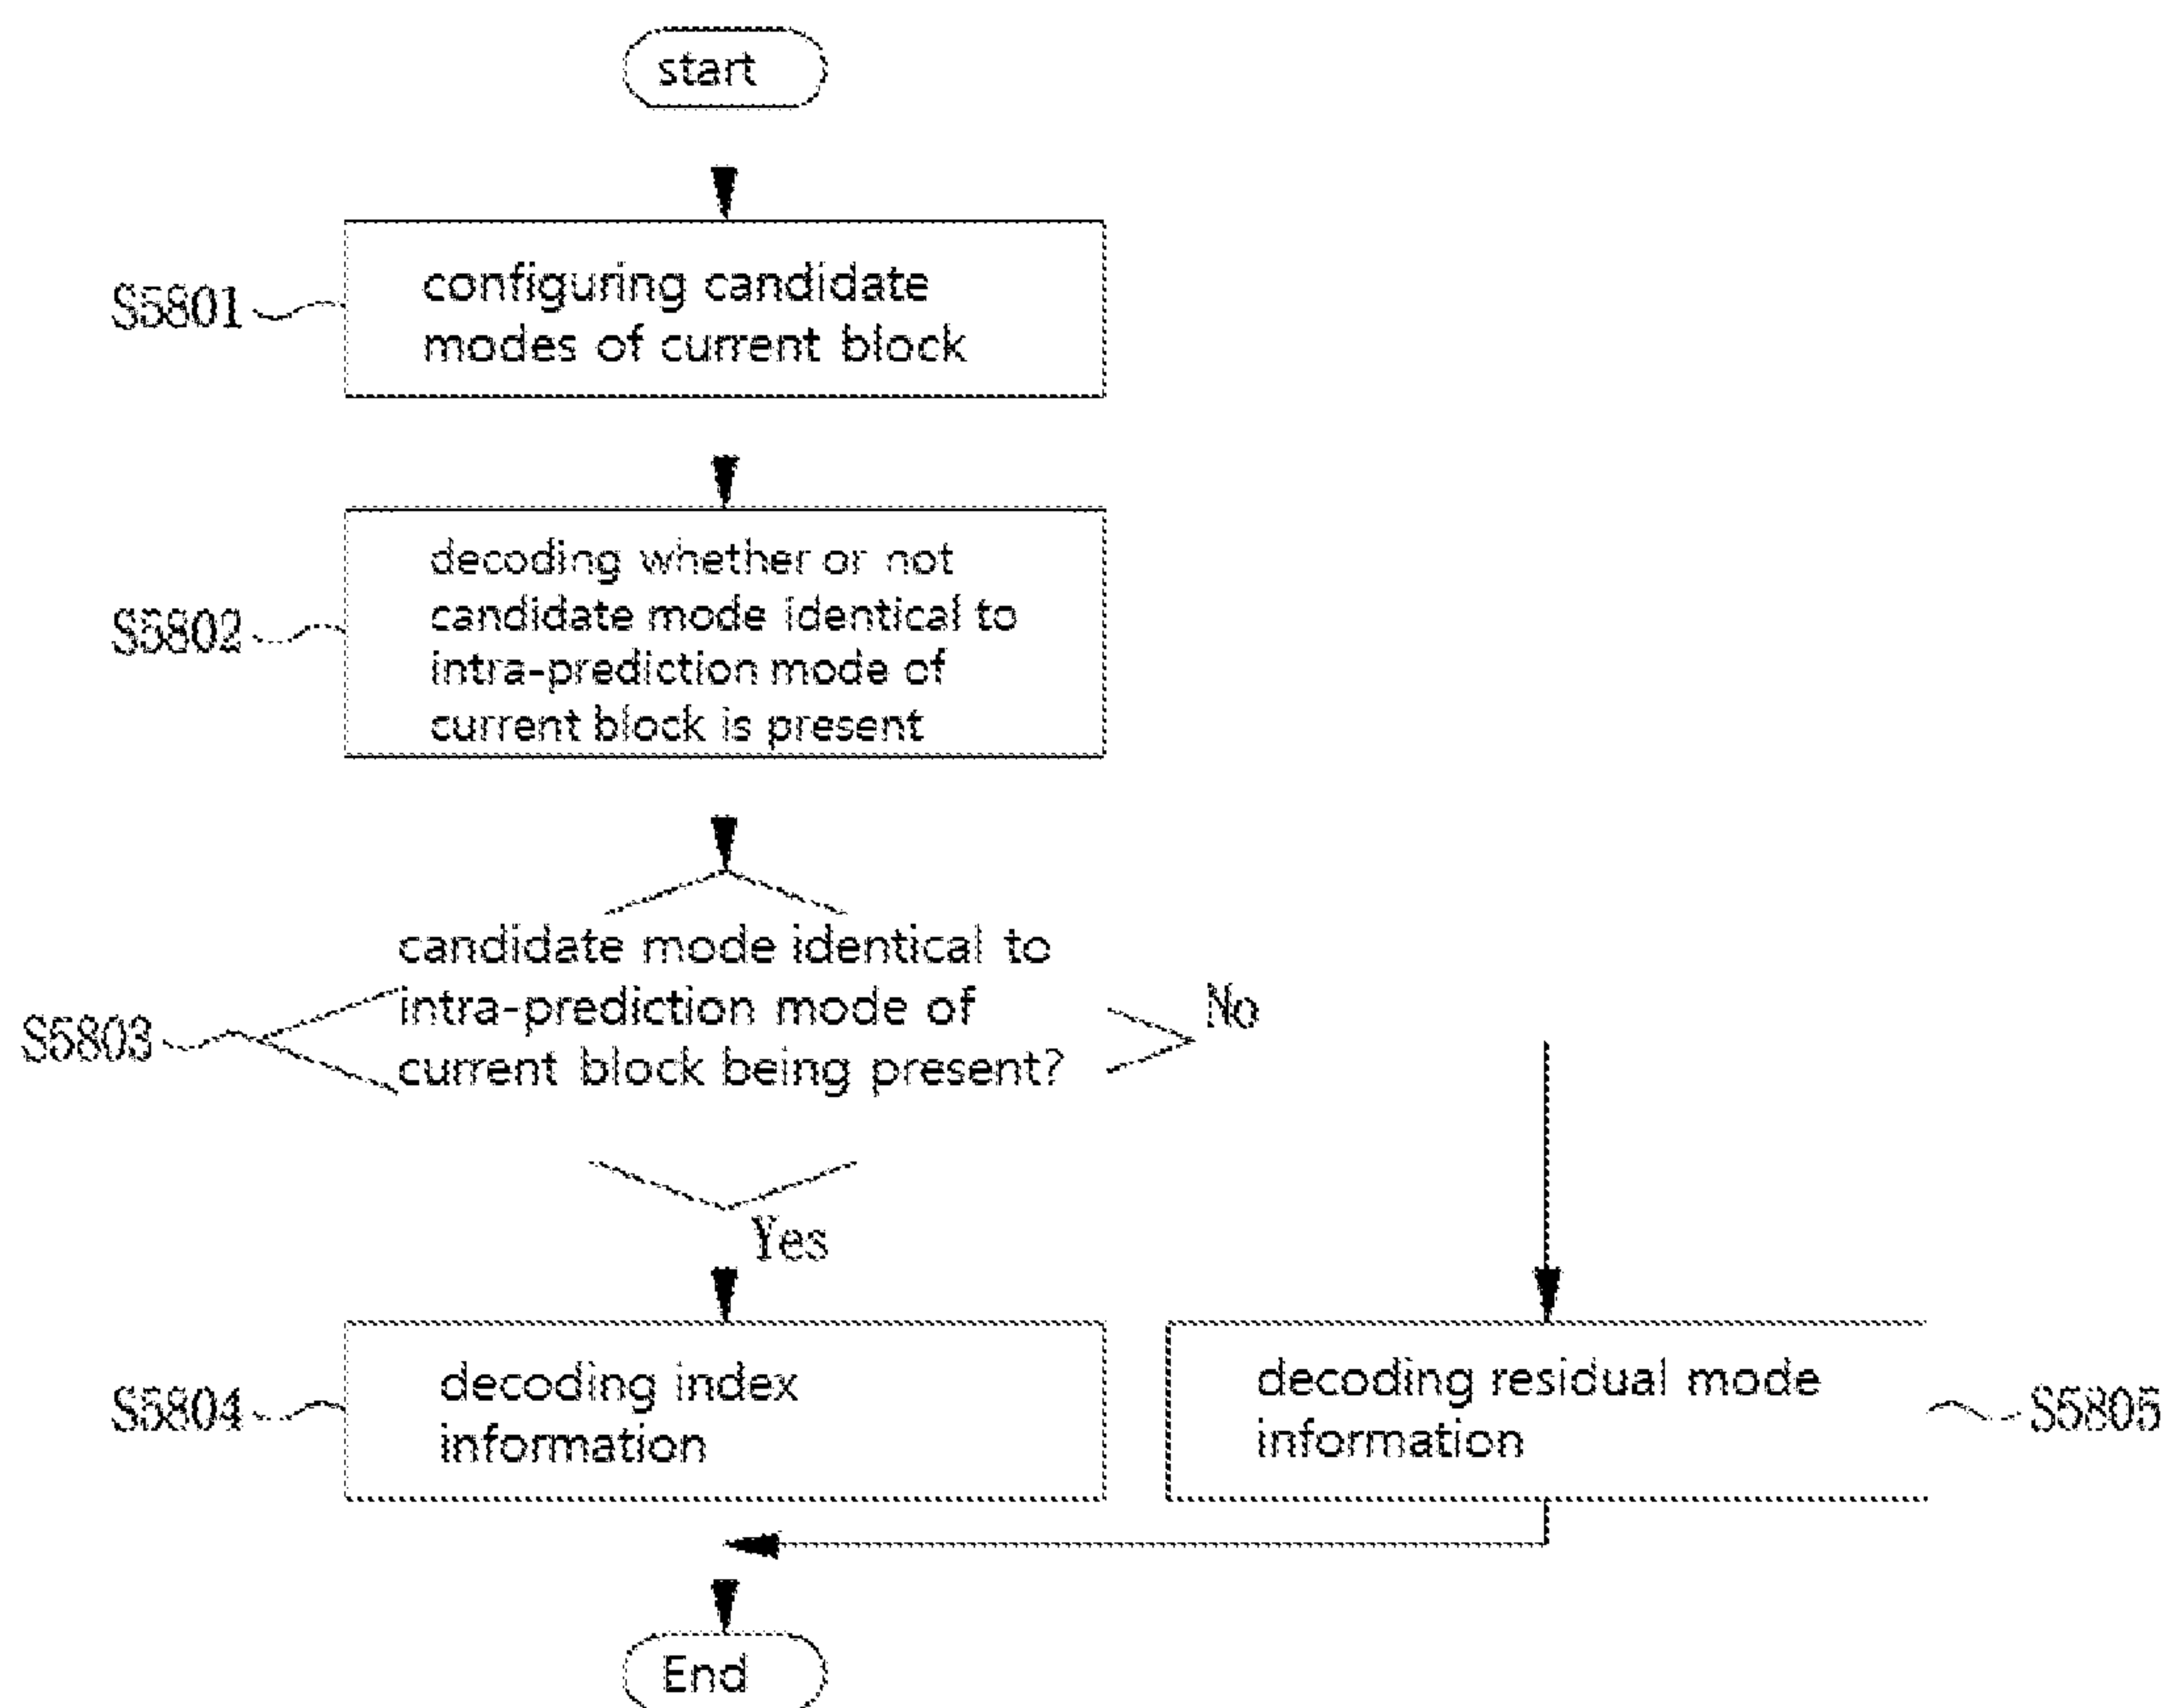 start
S5801
configuring candidate
modes of current block
S5802
decoding whether or not
candidate mode identical to
intra-prediction mode of
current block is present
S5803
candidate mode identical to
intra-prediction mode of
current block being present?
No
Yes
S5804
decoding index
information
decoding residual mode
information
S5805
End